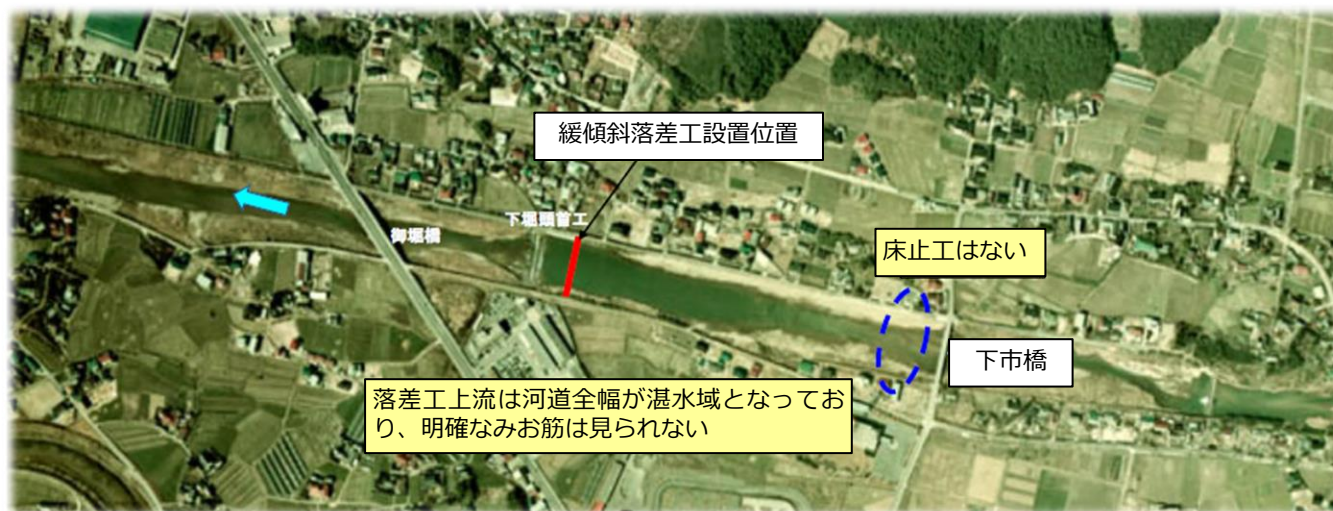 緩傾斜落差工設置位置
下堀頭首工
御堀橋
床止工はない
下市橋
落差工上流は河道全幅が湛水域となってお
り、明確なみお筋は見られない